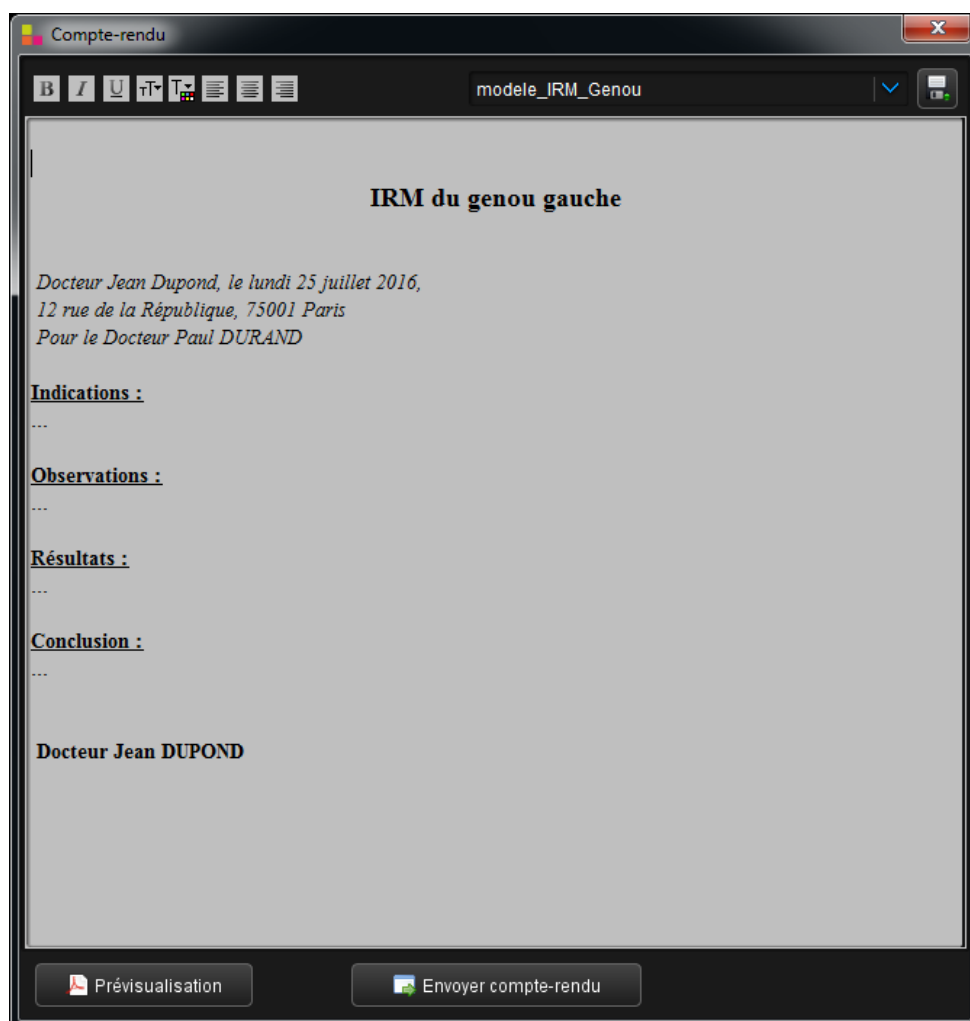 Compte-rendu
modele_IRM_Genou
IRM du genou gauche
Docteur Jean Dupond, le lundi 25 juillet 2016,
12 rue de la République, 75001 Paris
Pour le Docteur Paul DURAND
Indications :
---
Observations :
---
Résultats :
---
Conclusion :
---
Docteur Jean DUPOND
Prévisualisation
Envoyer compte-rendu